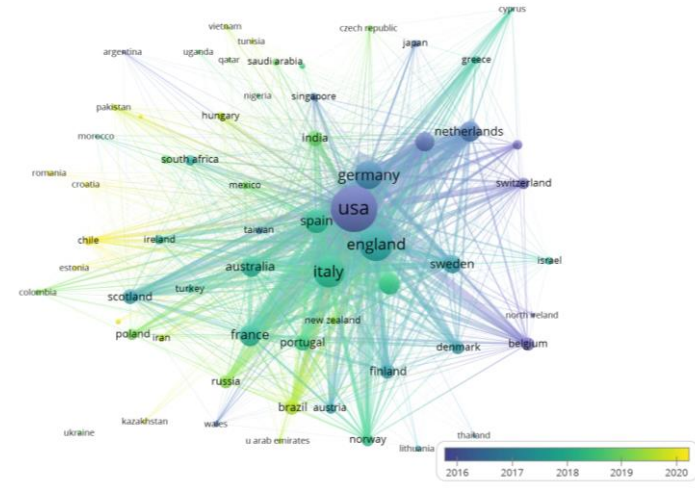 cyprus
vietnam
czech republic
tunisia
japan
argentina
uganda
qatar
saudi arabia
greece
nigeria
singapore
pakistan
hungary
netherlands
morocco
india
south africa
romania
germany
croatia
mexico
switzerland
usa
spain
taiwan
chile
ireland
england
israel
estonia
australia
italy
sweden
colombia
scotland
turkey
north ireland
new zealand
poland
iran
france
portugal
denmark
belgium
finland
russia
brazil
austria
kazakhstan
wales
ukraine
u arab emirates
norway
thailand
lithuania
2016 2017 2018 2019 2020